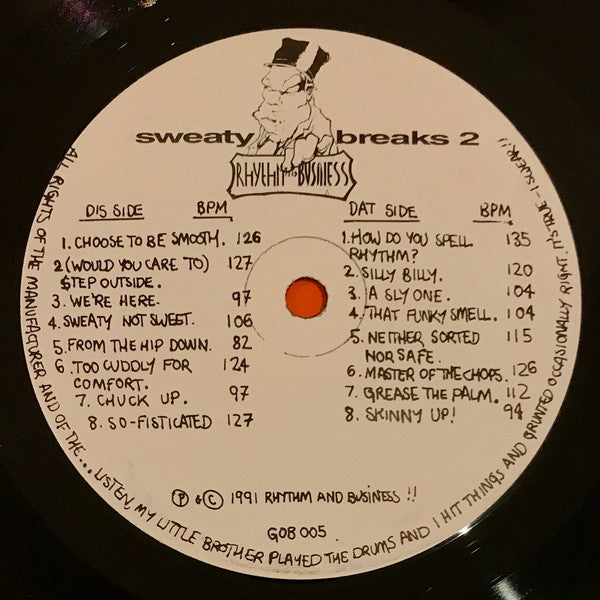 sweaty breaks 2
RHYTHM AND BUSINESS
DIS SIDE BPM
1. CHOOSE TO BE SMOOTH. 126
2 (WOULD YOU CARE TO) 127
STEP OUTSIDE.
3. WE'RE HERE. 97
4. SWEATY NOT SWEET. 106
5. FROM THE HIP DOWN. 82
6. TOO CUDDLY FOR 124
COMFORT.
7. CHUCK UP. 97
8. SO-FISTICATED 127
DAT SIDE BPM
1. HOW DO YOU SPELL 135
RHYTHM?
2. SILLY BILLY. 120
3. A SLY ONE. 104
4. THAT FUNKY SMELL. 104
5. NEITHER SORTED 115
NOR SAFE.
6. MASTER OF THE CHOPS. 126
7. GREASE THE PALM. 112
8. SKINNY UP! 94
Ⓟ & © 1991 RHYTHM AND BUSINESS !!
GOB 005
ALL RIGHTS OF THE MANUFACTURER AND OF THE... LISTEN, MY LITTLE BROTHER PLAYED THE DRUMS AND I HIT THINGS AND GRUNTED OCCASIONALLY RIGHT. IT'S TRUE - I SWEAR!!